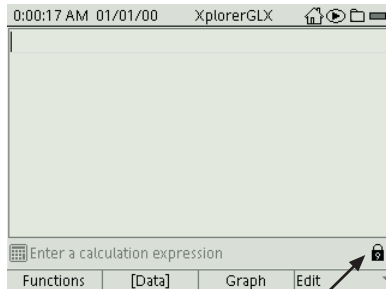 0:00:17 AM 01/01/00 XplorerGLX
Enter a calculation expression
Functions [Data] Graph Edit